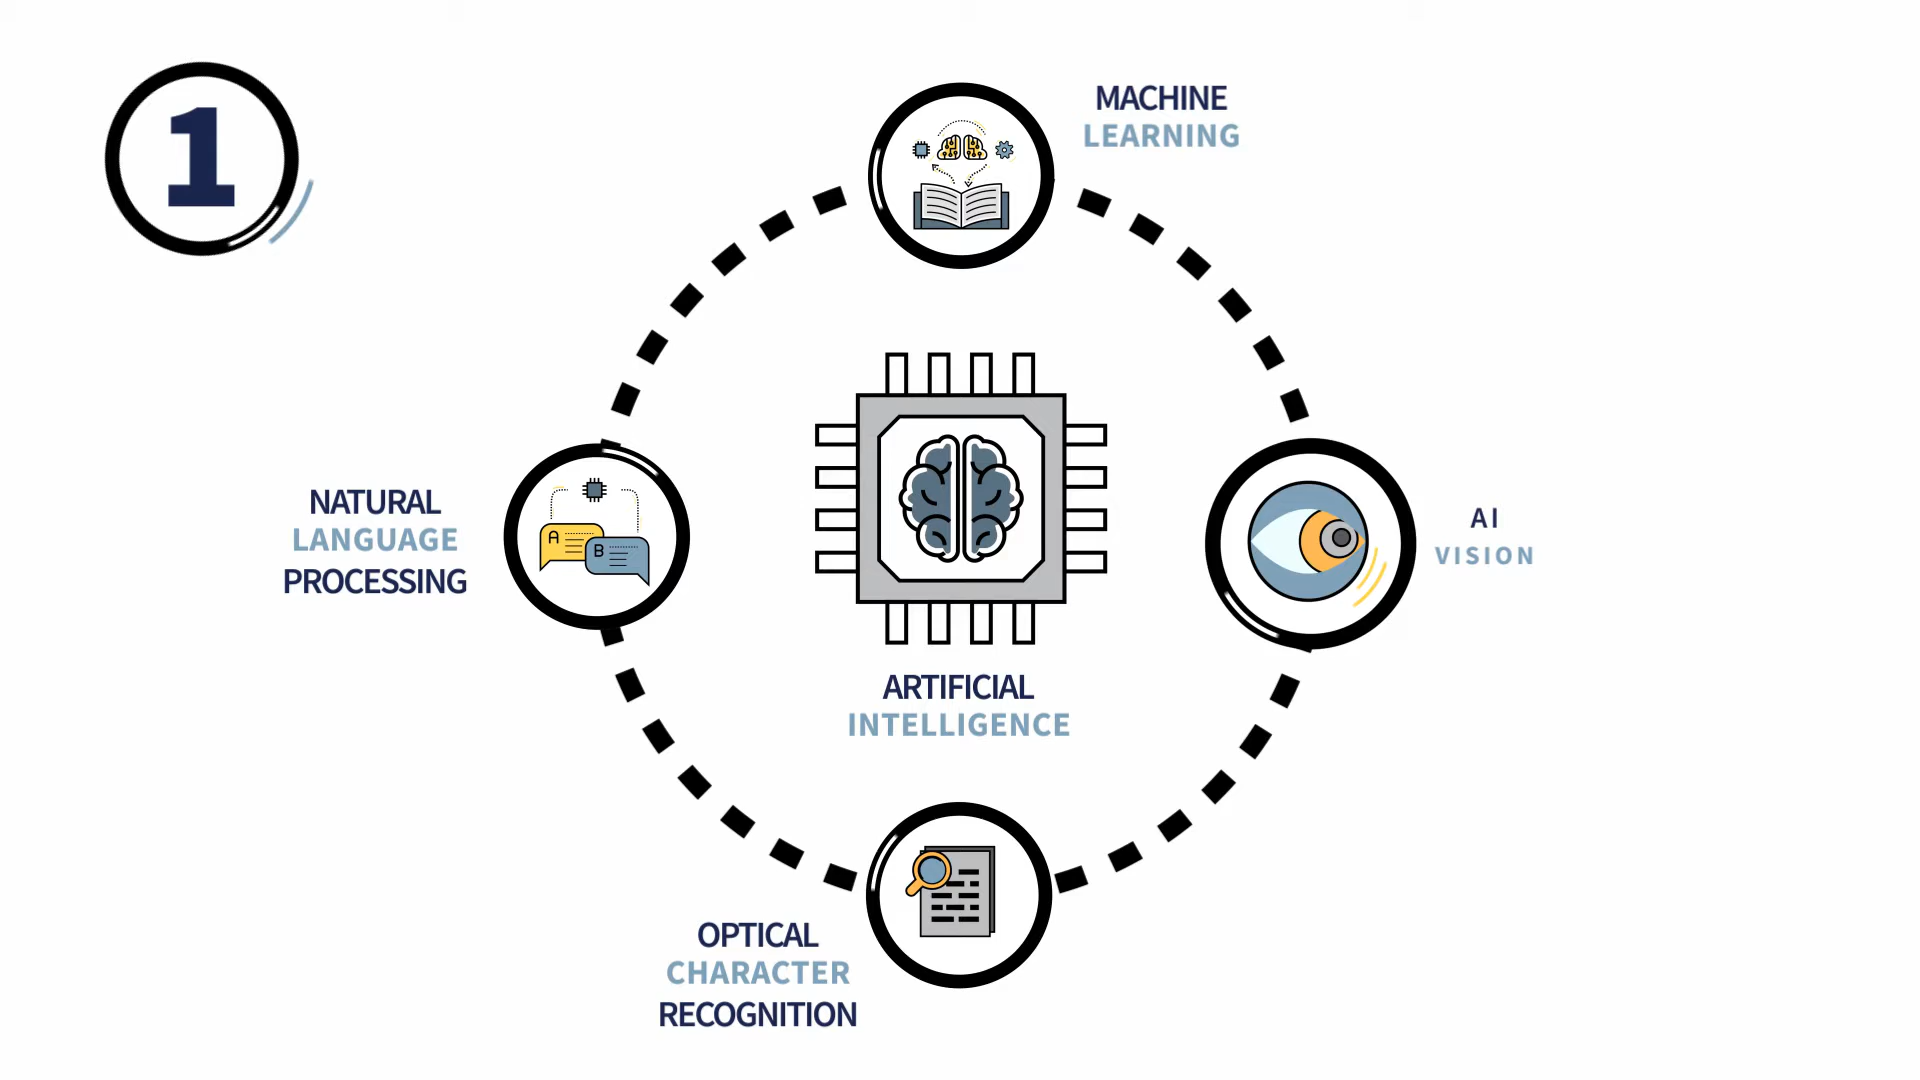 1
MACHINE
LEARNING
NATURAL
LANGUAGE
PROCESSING
A
B
AI
VISION
ARTIFICIAL
INTELLIGENCE
OPTICAL
CHARACTER
RECOGNITION